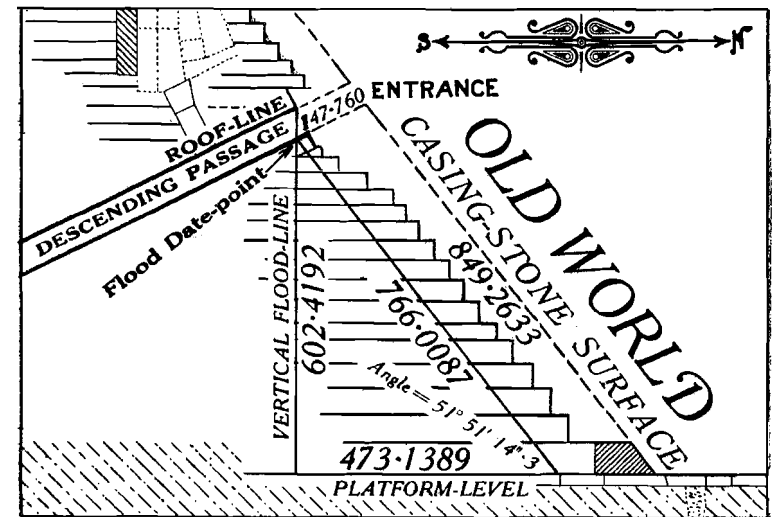 S N
ENTRANCE
147·760
ROOF-LINE
DESCENDING PASSAGE
Flood Date-point
OLD WORLD
CASING-STONE SURFACE
849·2633
766·0087
VERTICAL FLOOD-LINE
602·4192
Angle = 51° 51' 14"·3
473·1389
PLATFORM-LEVEL